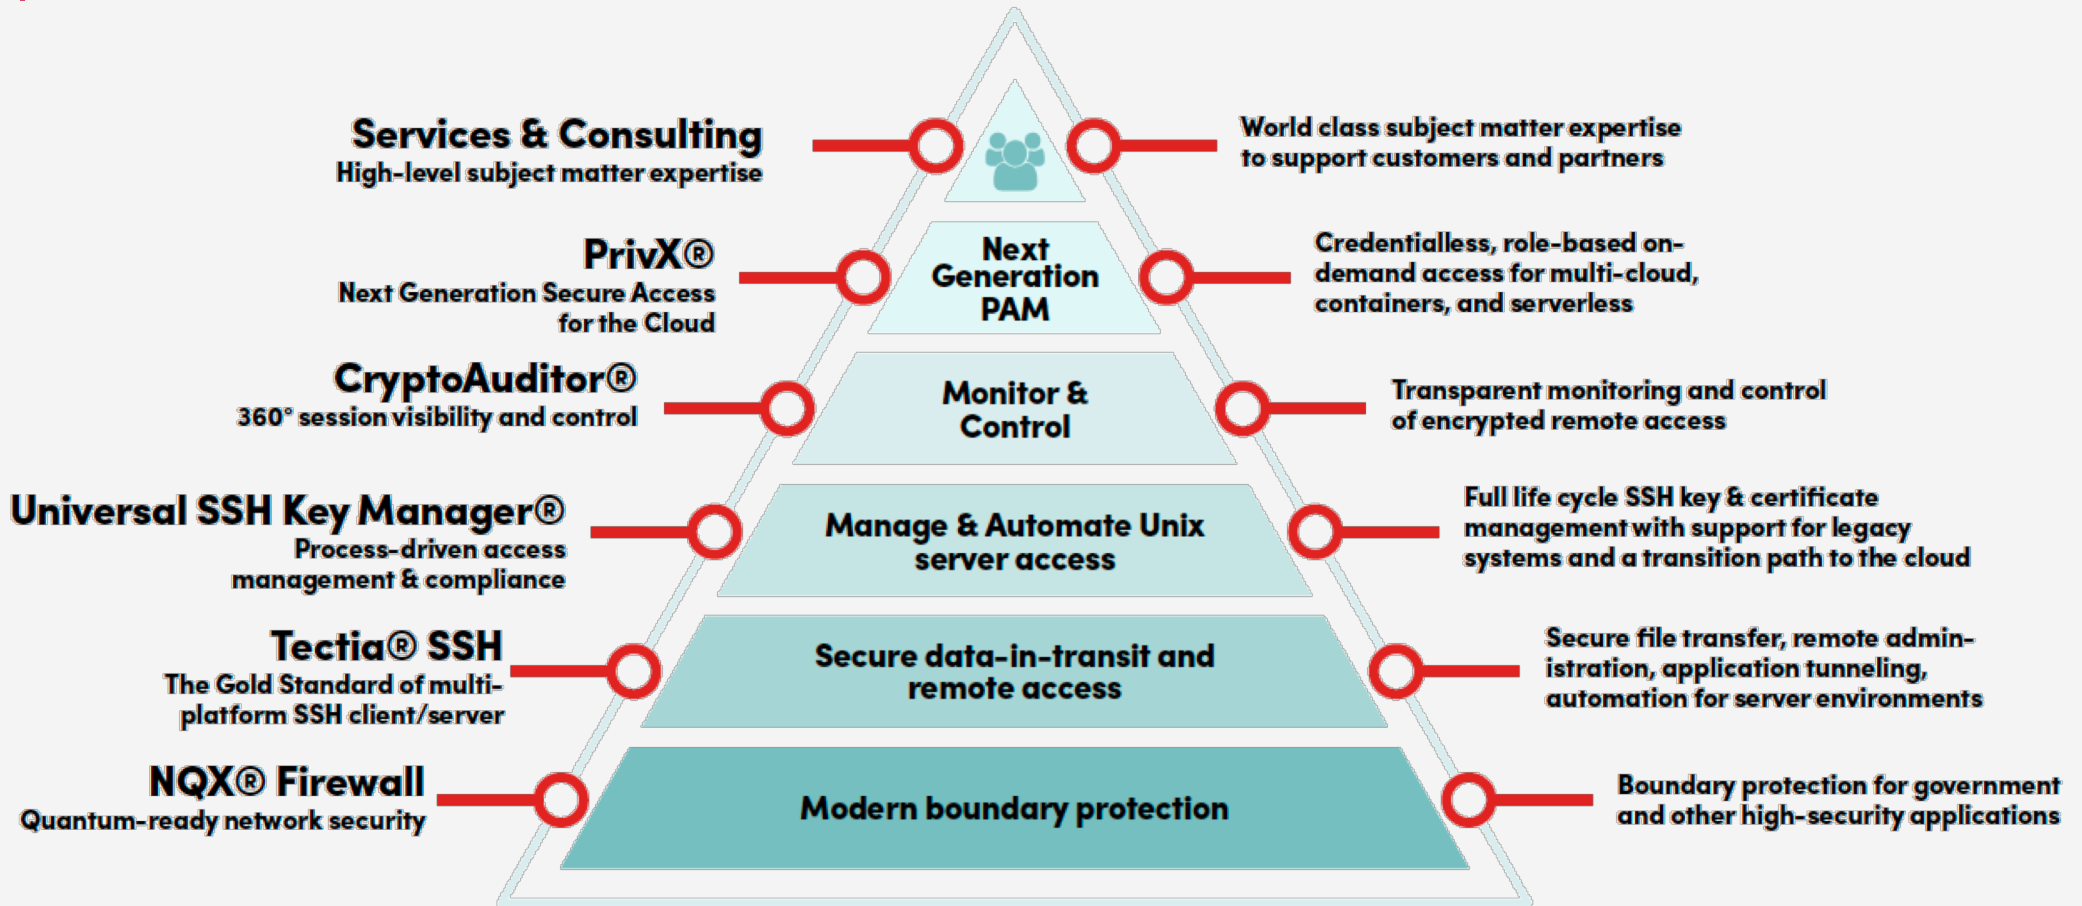 Services & Consulting
High-level subject matter expertise
World class subject matter expertise
to support customers and partners
PrivX®
Next Generation Secure Access
for the Cloud
Next
Generation
PAM
Credentialless, role-based on-
demand access for multi-cloud,
containers, and serverless
CryptoAuditor®
360° session visibility and control
Monitor &
Control
Transparent monitoring and control
of encrypted remote access
Universal SSH Key Manager®
Process-driven access
management & compliance
Manage & Automate Unix
server access
Full life cycle SSH key & certificate
management with support for legacy
systems and a transition path to the cloud
Tectia® SSH
The Gold Standard of multi-
platform SSH client/server
Secure data-in-transit and
remote access
Secure file transfer, remote admin-
istration, application tunneling,
automation for server environments
NQX® Firewall
Quantum-ready network security
Modern boundary protection
Boundary protection for government
and other high-security applications